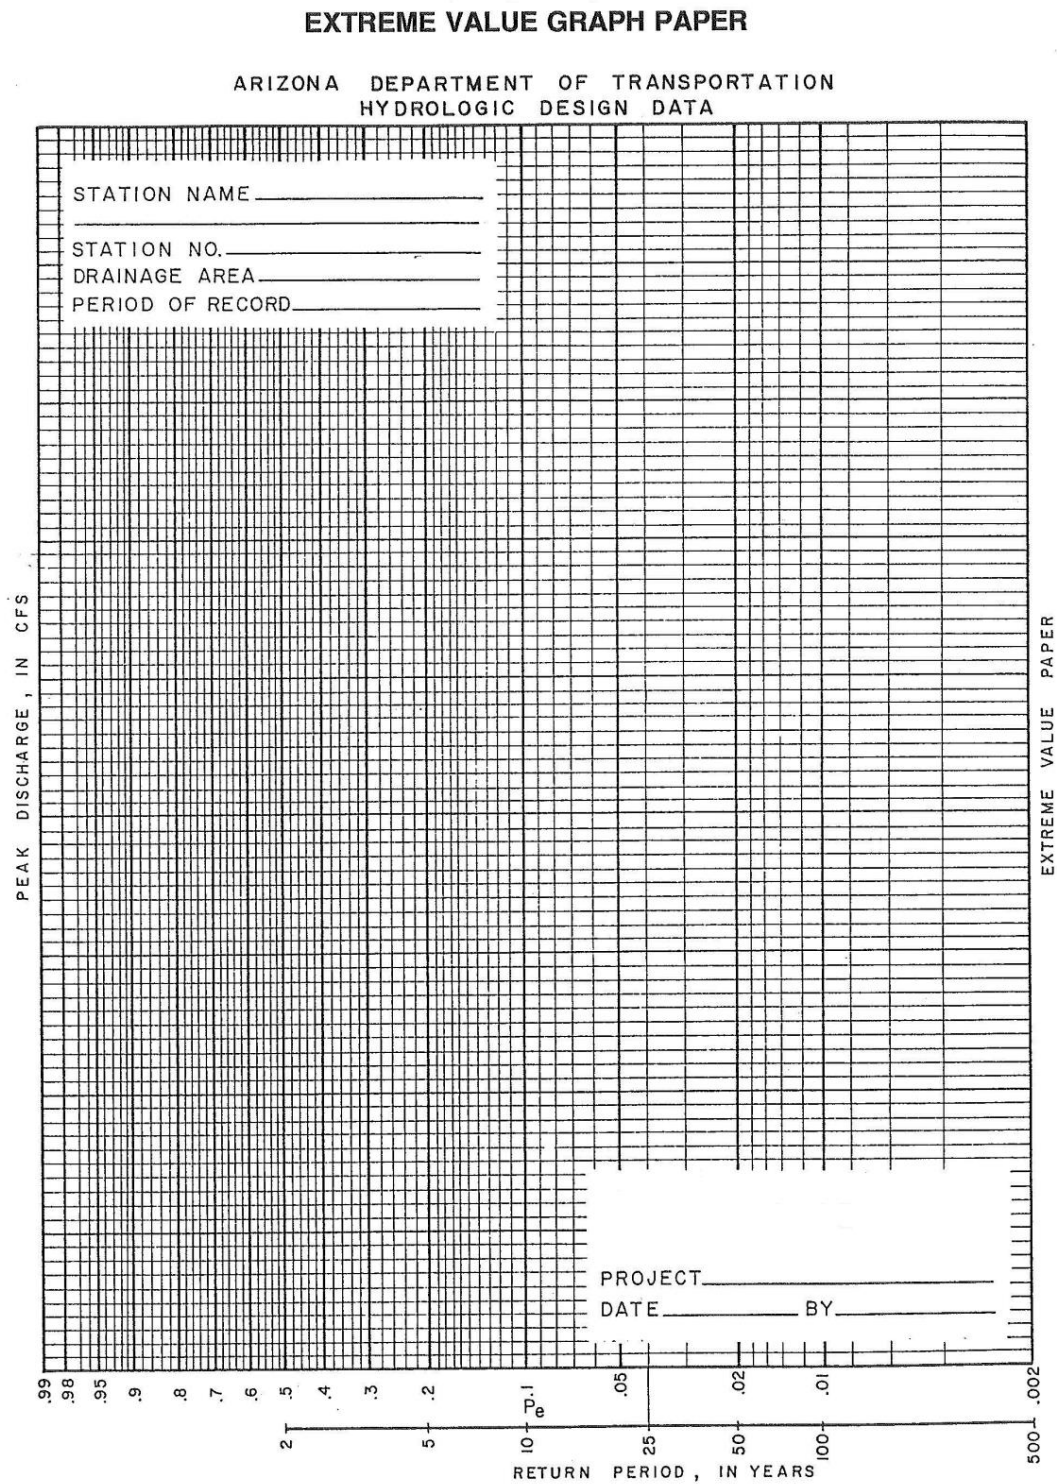 EXTREME VALUE GRAPH PAPER
ARIZONA DEPARTMENT OF TRANSPORTATION
HYDROLOGIC DESIGN DATA
STATION NAME
STATION NO.
DRAINAGE AREA
PERIOD OF RECORD
PEAK DISCHARGE, IN CFS
EXTREME VALUE PAPER
PROJECT
DATE BY
.99 .98 .95 .9 .8 .7 .6 .5 .4 .3 .2 .1 .05 .02 .01 .002
Pe
2 5 10 25 50 100 500
RETURN PERIOD, IN YEARS